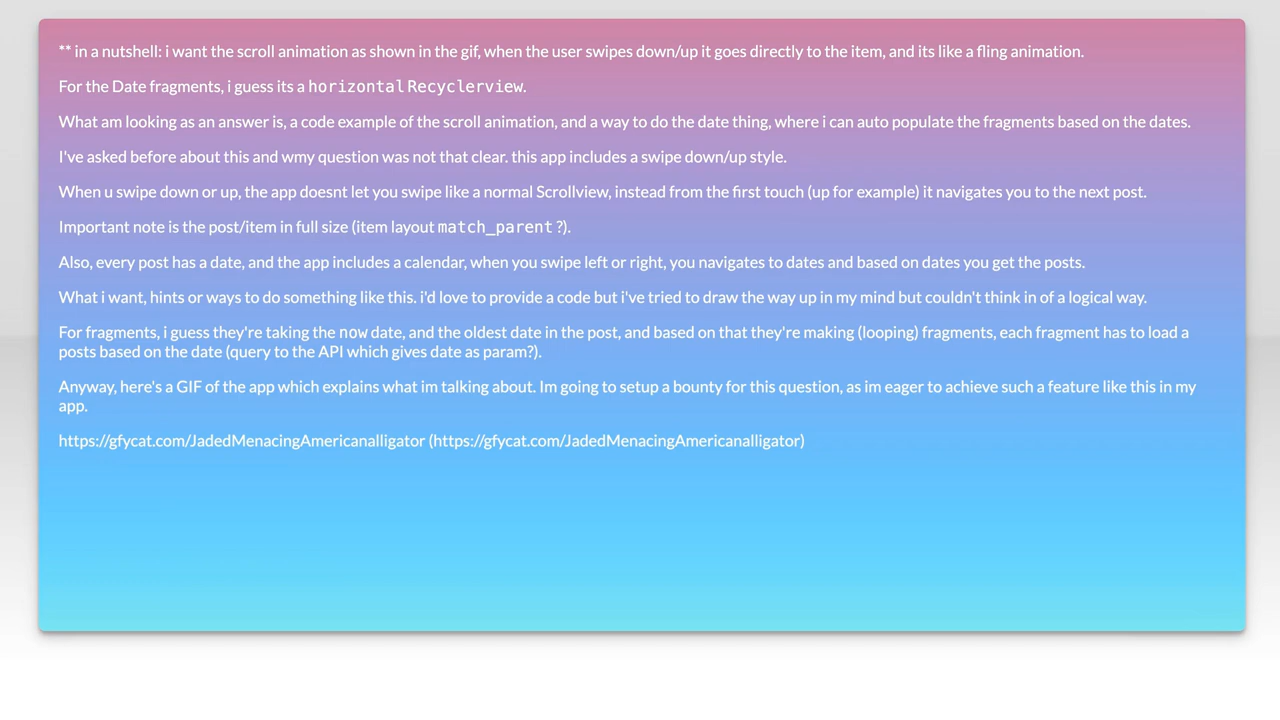 ** in a nutshell: i want the scroll animation as shown in the gif, when the user swipes down/up it goes directly to the item, and its like a fling animation.
For the Date fragments, i guess its a horizontal Recyclerview.
What am looking as an answer is, a code example of the scroll animation, and a way to do the date thing, where i can auto populate the fragments based on the dates.
I've asked before about this and wmy question was not that clear. this app includes a swipe down/up style.
When u swipe down or up, the app doesnt let you swipe like a normal Scrollview, instead from the first touch (up for example) it navigates you to the next post.
Important note is the post/item in full size (item layout match_parent ?).
Also, every post has a date, and the app includes a calendar, when you swipe left or right, you navigates to dates and based on dates you get the posts.
What i want, hints or ways to do something like this. i'd love to provide a code but i've tried to draw the way up in my mind but couldn't think in of a logical way.
For fragments, i guess they're taking the now date, and the oldest date in the post, and based on that they're making (looping) fragments, each fragment has to load a
posts based on the date (query to the API which gives date as param?).
Anyway, here's a GIF of the app which explains what im talking about. Im going to setup a bounty for this question, as im eager to achieve such a feature like this in my
app.
https://gfycat.com/JadedMenacingAmericanalligator (https://gfycat.com/JadedMenacingAmericanalligator)